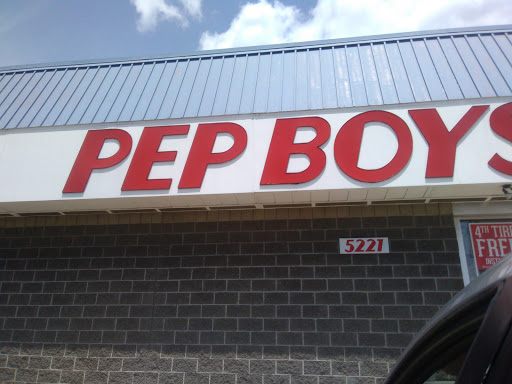 PEP BOYS
5221
4TH TIRE
FREE